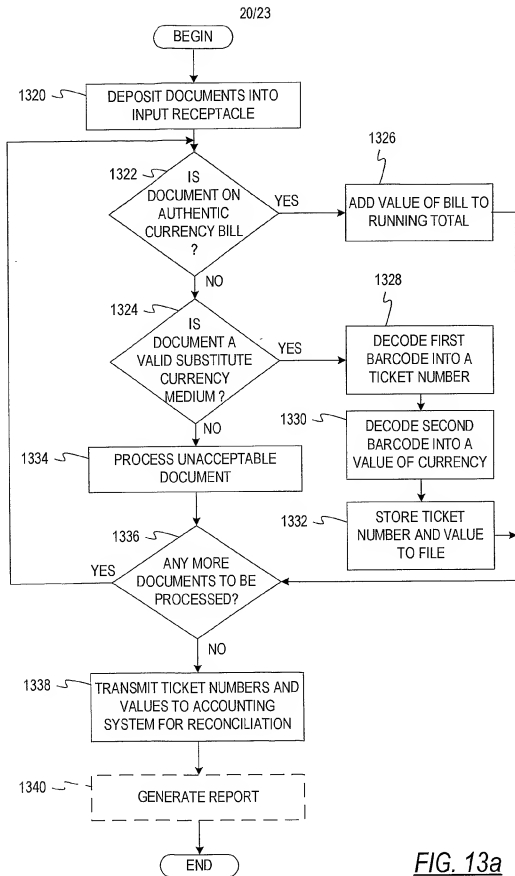 20/23
BEGIN
1320
DEPOSIT DOCUMENTS INTO
INPUT RECEPTACLE
1322
IS
DOCUMENT ON
AUTHENTIC
CURRENCY BILL
?
YES
1326
ADD VALUE OF BILL TO
RUNNING TOTAL
NO
1324
IS
DOCUMENT A
VALID SUBSTITUTE
CURRENCY
MEDIUM ?
YES
1328
DECODE FIRST
BARCODE INTO A
TICKET NUMBER
1330
DECODE SECOND
BARCODE INTO A
VALUE OF CURRENCY
1332
STORE TICKET
NUMBER AND VALUE
TO FILE
NO
1334
PROCESS UNACCEPTABLE
DOCUMENT
1336
ANY MORE
DOCUMENTS TO BE
PROCESSED?
YES
NO
1338
TRANSMIT TICKET NUMBERS AND
VALUES TO ACCOUNTING
SYSTEM FOR RECONCILIATION
1340
GENERATE REPORT
END
FIG. 13a